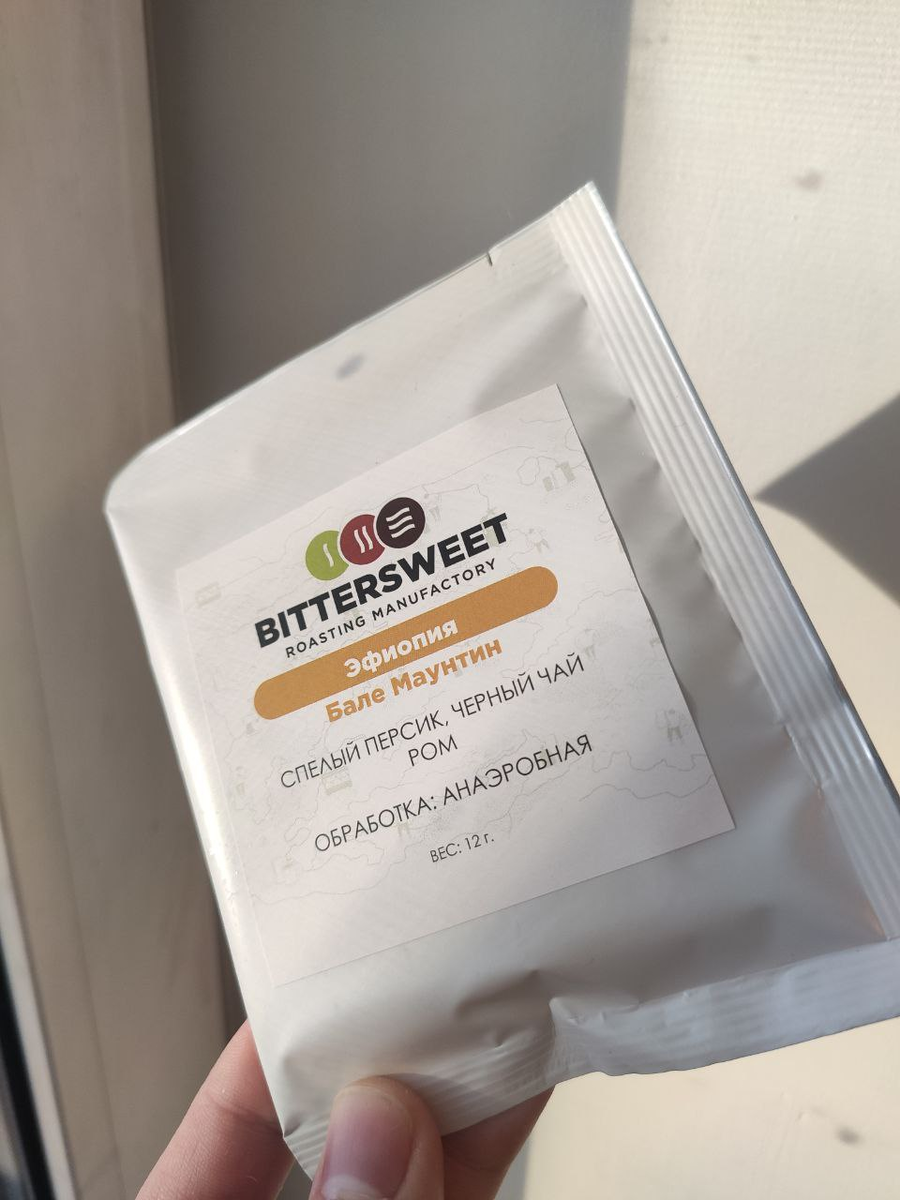 BITTERSWEET
ROASTING MANUFACTORY
Эфиопия
Бале Маунтин
СПЕЛЫЙ ПЕРСИК, ЧЕРНЫЙ ЧАЙ
РОМ
ОБРАБОТКА: АНАЭРОБНАЯ
ВЕС: 12 г.